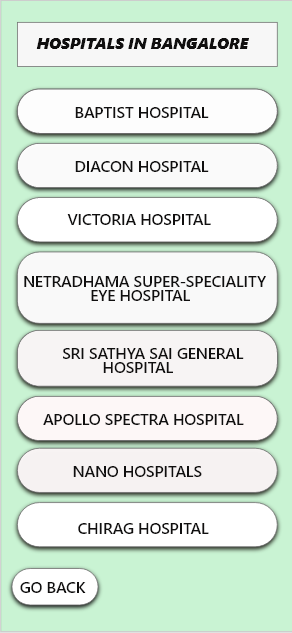 HOSPITALS IN BANGALORE
BAPTIST HOSPITAL
DIACON HOSPITAL
VICTORIA HOSPITAL
NETRADHAMA SUPER-SPECIALITY
EYE HOSPITAL
SRI SATHYA SAI GENERAL
HOSPITAL
APOLLO SPECTRA HOSPITAL
NANO HOSPITALS
CHIRAG HOSPITAL
GO BACK